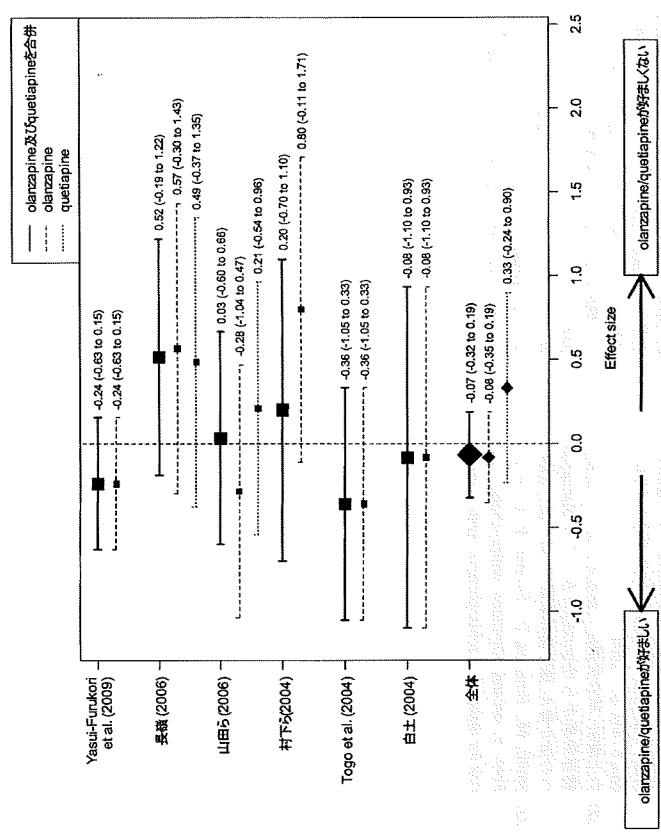 olanzapine及びquetiapineを合併
olanzapine
quetiapine
Yasui-Furukori
et al. (2009)
-0.24 (-0.63 to 0.15)
-0.24 (-0.63 to 0.15)
長嶺 (2006)
0.52 (-0.19 to 1.22)
0.57 (-0.30 to 1.43)
0.49 (-0.37 to 1.35)
山田ら (2006)
0.03 (-0.60 to 0.66)
-0.28 (-1.04 to 0.47)
0.21 (-0.54 to 0.96)
村下ら(2004)
0.20 (-0.70 to 1.10)
0.80 (-0.11 to 1.71)
Togo et al. (2004)
-0.36 (-1.05 to 0.33)
-0.36 (-1.05 to 0.33)
白土 (2004)
-0.08 (-1.10 to 0.93)
-0.08 (-1.10 to 0.93)
全体
-0.07 (-0.32 to 0.19)
-0.08 (-0.35 to 0.19)
0.33 (-0.24 to 0.90)
-1.0 -0.5 0.0 0.5 1.0 1.5 2.0 2.5
Effect size
olanzapine/quetiapineが好ましい
olanzapine/quetiapineが好ましくない